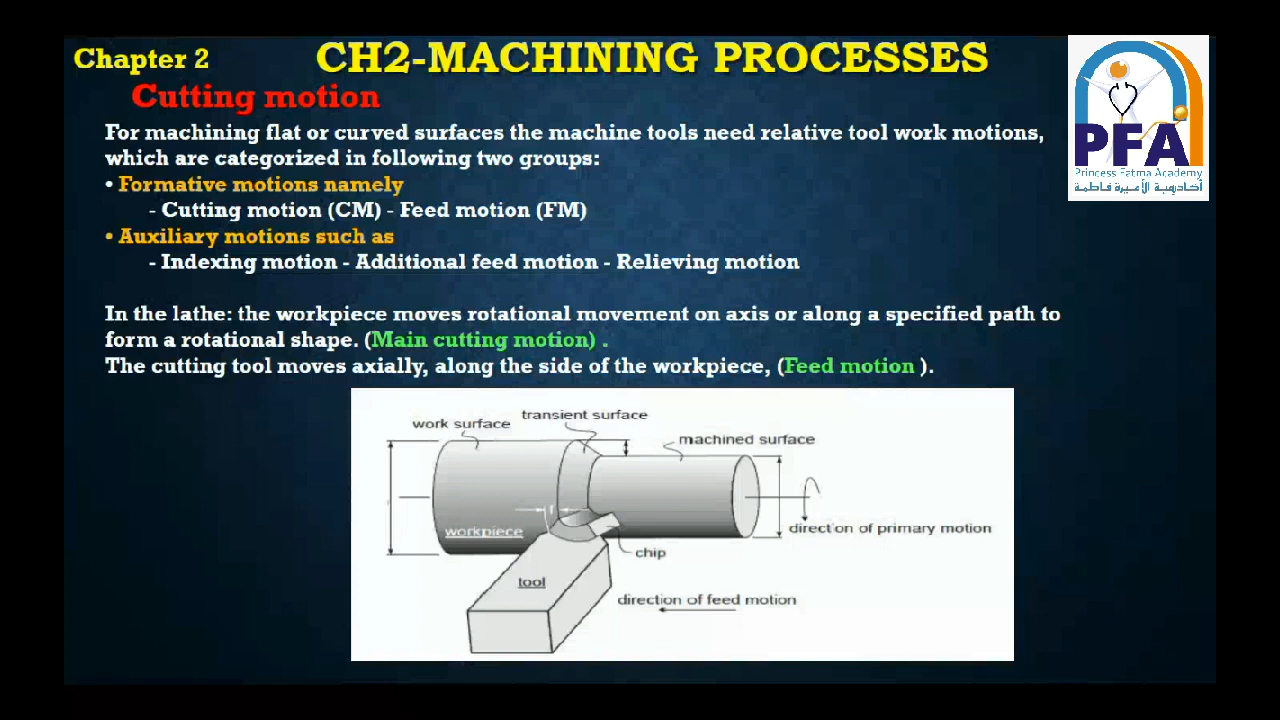 Chapter 2
CH2-MACHINING PROCESSES
Cutting motion
For machining flat or curved surfaces the machine tools need relative tool work motions,
which are categorized in following two groups:
• Formative motions namely
- Cutting motion (CM) - Feed motion (FM)
• Auxiliary motions such as
- Indexing motion - Additional feed motion - Relieving motion
In the lathe: the workpiece moves rotational movement on axis or along a specified path to
form a rotational shape. (Main cutting motion) .
The cutting tool moves axially, along the side of the workpiece, (Feed motion ).
PFA
Princess Fatma Academy
أكاديمية الأميرة فاطمة
work surface
transient surface
machined surface
f
workpiece
direction of primary motion
chip
tool
direction of feed motion